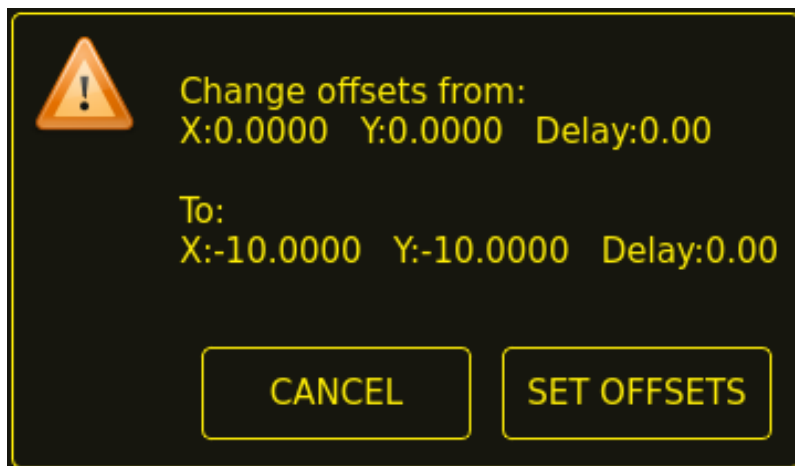 Change offsets from:
X:0.0000 Y:0.0000 Delay:0.00
To:
X:-10.0000 Y:-10.0000 Delay:0.00
CANCEL
SET OFFSETS